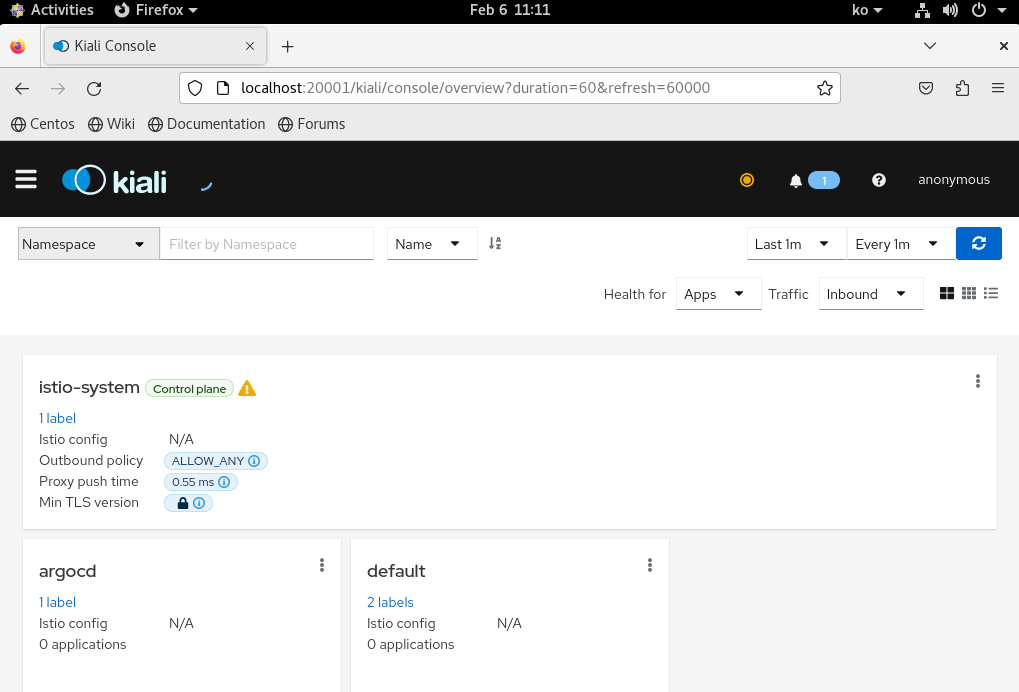 Activities Firefox Feb 6 11:11 ko
Kiali Console
localhost:20001/kiali/console/overview?duration=60&refresh=60000
Centos Wiki Documentation Forums
kiali 1 anonymous
Namespace Filter by Namespace Name Last 1m Every 1m
Health for Apps Traffic Inbound
istio-system Control plane
1 label
Istio config N/A
Outbound policy ALLOW_ANY
Proxy push time 0.55 ms
Min TLS version
argocd default
1 label 2 labels
Istio config N/A Istio config N/A
0 applications 0 applications